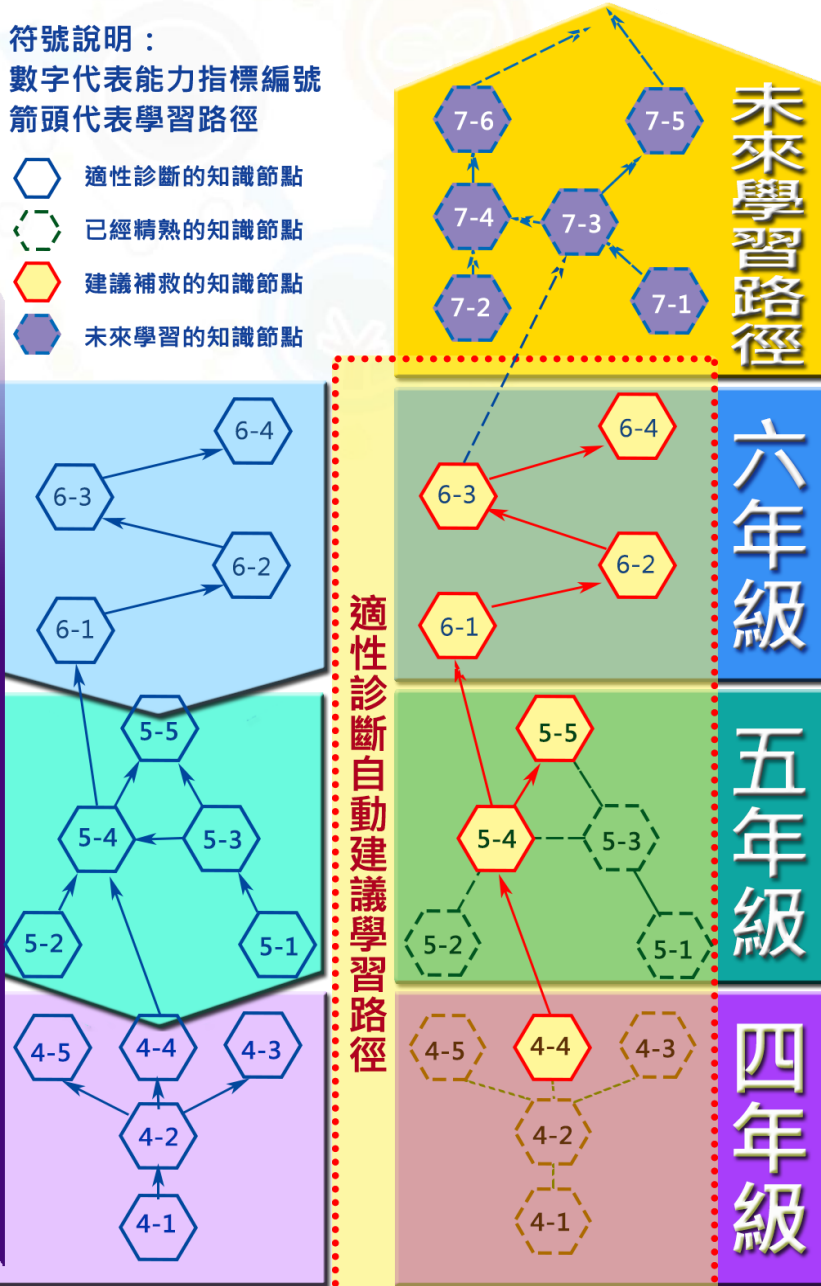 符號說明：
數字代表能力指標編號
箭頭代表學習路徑
適性診斷的知識節點
已經精熟的知識節點
建議補救的知識節點
未來學習的知識節點
6-4
6-3
6-2
6-1
5-5
5-4
5-3
5-2
5-1
4-5
4-4
4-3
4-2
4-1
適性診斷自動建議學習路徑
7-6
7-5
7-4
7-3
7-2
7-1
未來學習路徑
6-4
6-3
6-2
6-1
六年級
5-5
5-4
5-3
5-2
5-1
五年級
4-5
4-4
4-3
4-2
4-1
四年級